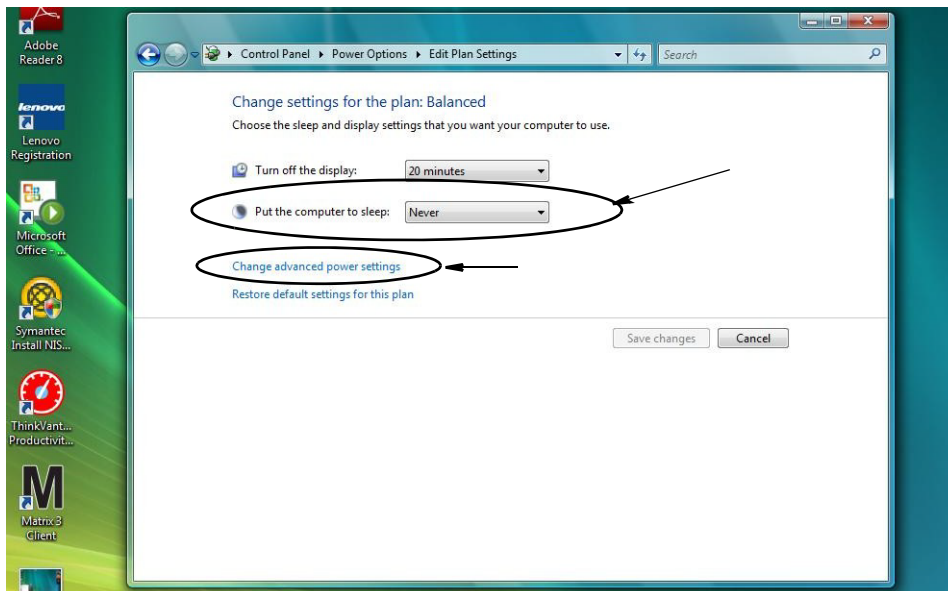 Adobe
Reader 8
lenovo
Lenovo
Registration
Microsoft
Office - ...
Symantec
Install NIS...
ThinkVant...
Productivit...
M
Matrix 3
Client
Control Panel Power Options Edit Plan Settings
Search
Change settings for the plan: Balanced
Choose the sleep and display settings that you want your computer to use.
Turn off the display: 20 minutes
Put the computer to sleep: Never
Change advanced power settings
Restore default settings for this plan
Save changes Cancel